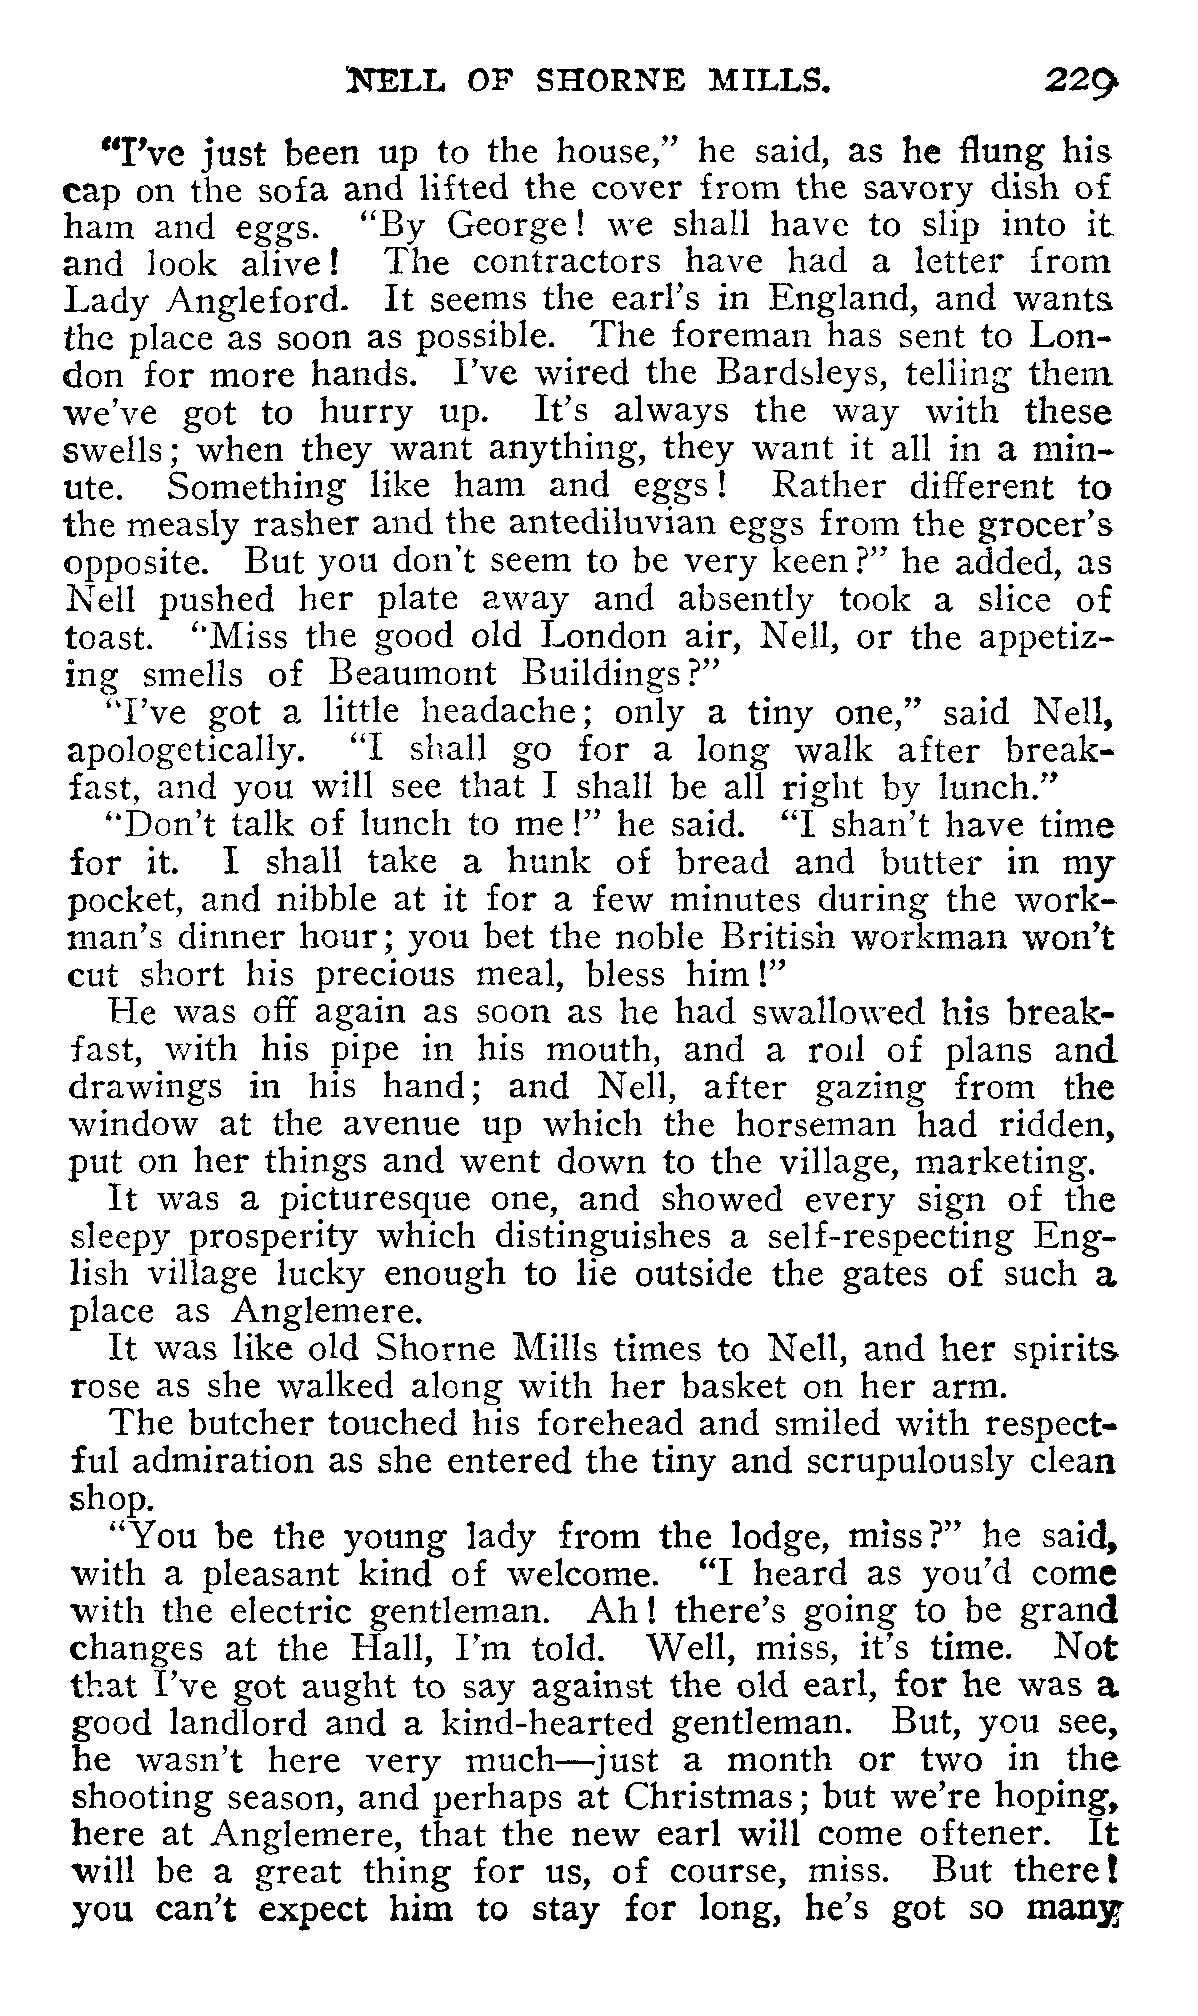 NELL OF SHORNE MILLS. 229
"I've just been up to the house," he said, as he flung his
cap on the sofa and lifted the cover from the savory dish of
ham and eggs. "By George! we shall have to slip into it
and look alive! The contractors have had a letter from
Lady Angleford. It seems the earl's in England, and wants
the place as soon as possible. The foreman has sent to Lon-
don for more hands. I've wired the Bardsleys, telling them
we've got to hurry up. It's always the way with these
swells; when they want anything, they want it all in a min-
ute. Something like ham and eggs! Rather different to
the measly rasher and the antediluvian eggs from the grocer's
opposite. But you don't seem to be very keen?" he added, as
Nell pushed her plate away and absently took a slice of
toast. "Miss the good old London air, Nell, or the appetiz-
ing smells of Beaumont Buildings?"
"I've got a little headache; only a tiny one," said Nell,
apologetically. "I shall go for a long walk after break-
fast, and you will see that I shall be all right by lunch."
"Don't talk of lunch to me!" he said. "I shan't have time
for it. I shall take a hunk of bread and butter in my
pocket, and nibble at it for a few minutes during the work-
man's dinner hour; you bet the noble British workman won't
cut short his precious meal, bless him!"
He was off again as soon as he had swallowed his break-
fast, with his pipe in his mouth, and a roll of plans and
drawings in his hand; and Nell, after gazing from the
window at the avenue up which the horseman had ridden,
put on her things and went down to the village, marketing.
It was a picturesque one, and showed every sign of the
sleepy prosperity which distinguishes a self-respecting Eng-
lish village lucky enough to lie outside the gates of such a
place as Anglemere.
It was like old Shorne Mills times to Nell, and her spirits
rose as she walked along with her basket on her arm.
The butcher touched his forehead and smiled with respect-
ful admiration as she entered the tiny and scrupulously clean
shop.
"You be the young lady from the lodge, miss?" he said,
with a pleasant kind of welcome. "I heard as you'd come
with the electric gentleman. Ah! there's going to be grand
changes at the Hall, I'm told. Well, miss, it's time. Not
that I've got aught to say against the old earl, for he was a
good landlord and a kind-hearted gentleman. But, you see,
he wasn't here very much—just a month or two in the
shooting season, and perhaps at Christmas; but we're hoping,
here at Anglemere, that the new earl will come oftener. It
will be a great thing for us, of course, miss. But there!
you can't expect him to stay for long, he's got so many